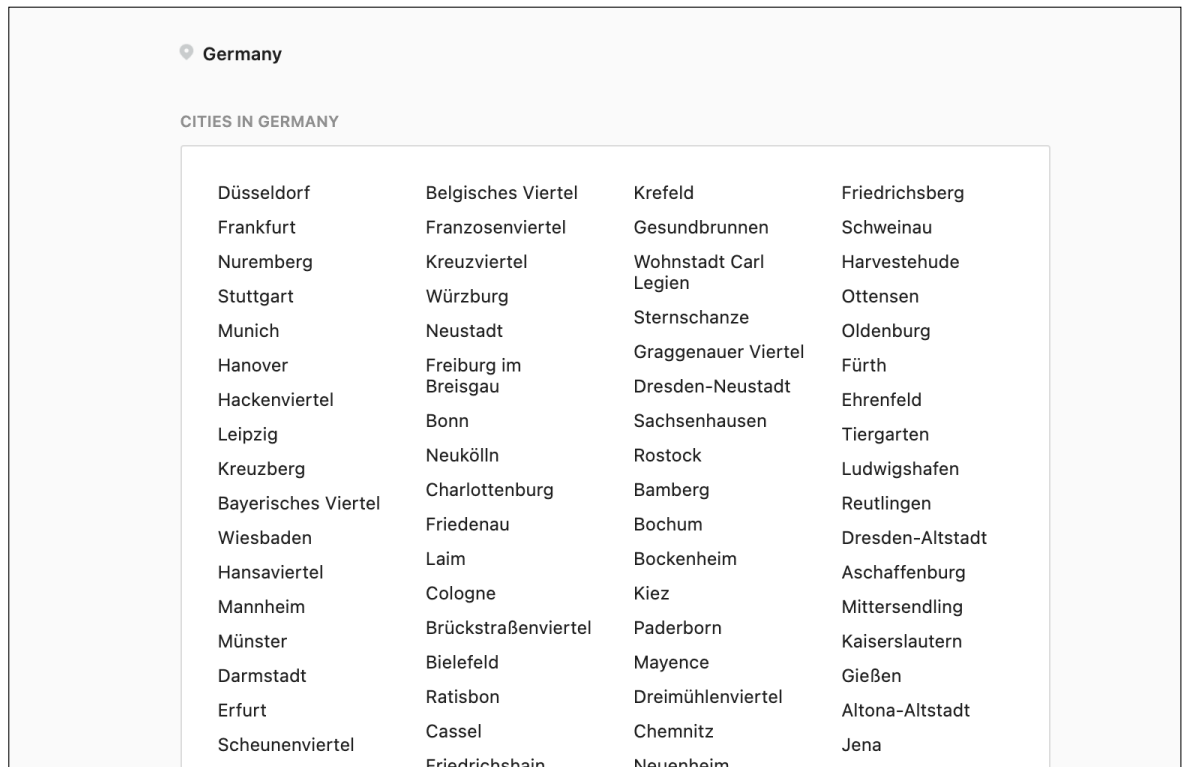 Germany
CITIES IN GERMANY
Düsseldorf
Frankfurt
Nuremberg
Stuttgart
Munich
Hanover
Hackenviertel
Leipzig
Kreuzberg
Bayerisches Viertel
Wiesbaden
Hansaviertel
Mannheim
Münster
Darmstadt
Erfurt
Scheunenviertel
Belgisches Viertel
Franzosenviertel
Kreuzviertel
Würzburg
Neustadt
Freiburg im
Breisgau
Bonn
Neukölln
Charlottenburg
Friedenau
Laim
Cologne
Brückstraßenviertel
Bielefeld
Ratisbon
Cassel
Friedrichshain
Krefeld
Gesundbrunnen
Wohnstadt Carl
Legien
Sternschanze
Graggenauer Viertel
Dresden-Neustadt
Sachsenhausen
Rostock
Bamberg
Bochum
Bockenheim
Kiez
Paderborn
Mayence
Dreimühlenviertel
Chemnitz
Neuenheim
Friedrichsberg
Schweinau
Harvestehude
Ottensen
Oldenburg
Fürth
Ehrenfeld
Tiergarten
Ludwigshafen
Reutlingen
Dresden-Altstadt
Aschaffenburg
Mittersendling
Kaiserslautern
Gießen
Altona-Altstadt
Jena